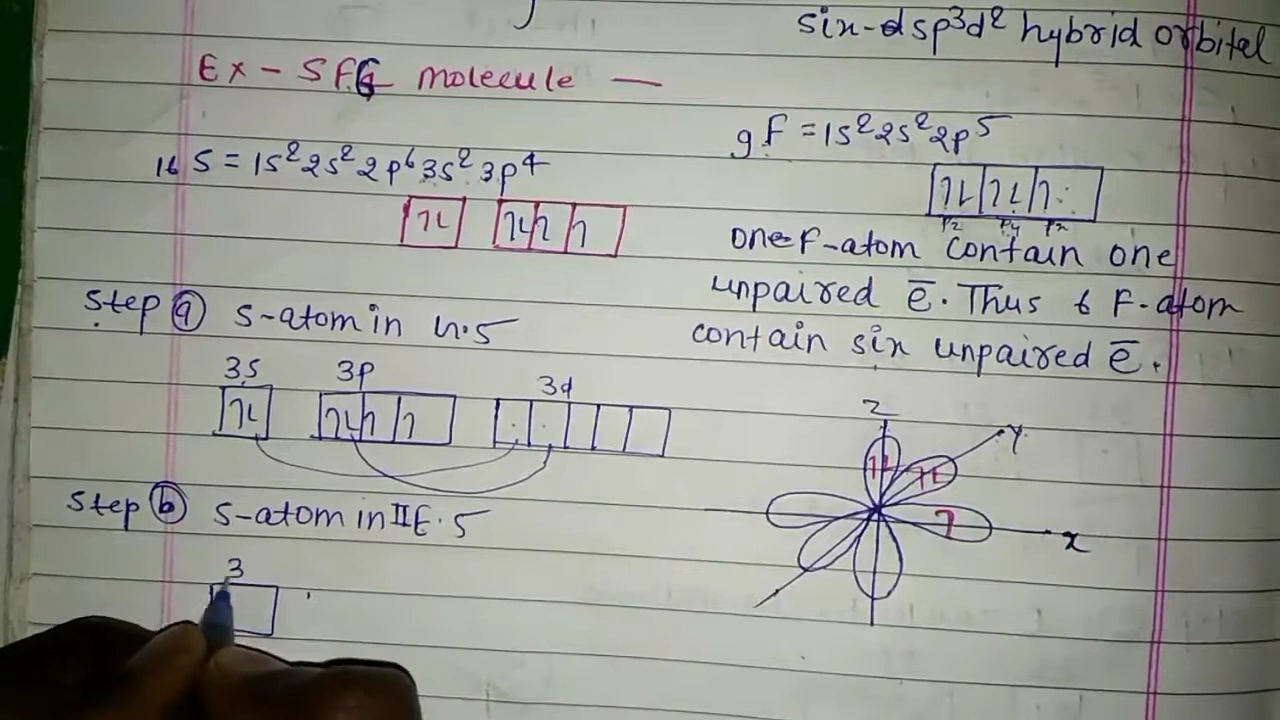 six-dsp³d² hybrid orbital
Ex - SF6 molecule —
16 S = 1s² 2s² 2p⁶ 3s² 3p⁴
9 F = 1s² 2s² 2p⁵
one F-atom contain one
unpaired e̅. Thus 6 F-atom
contain six unpaired e̅.
Step (a) S-atom in G.S
3s 3p 3d
Step (b) S-atom in II E.S
3
Z
Y
x